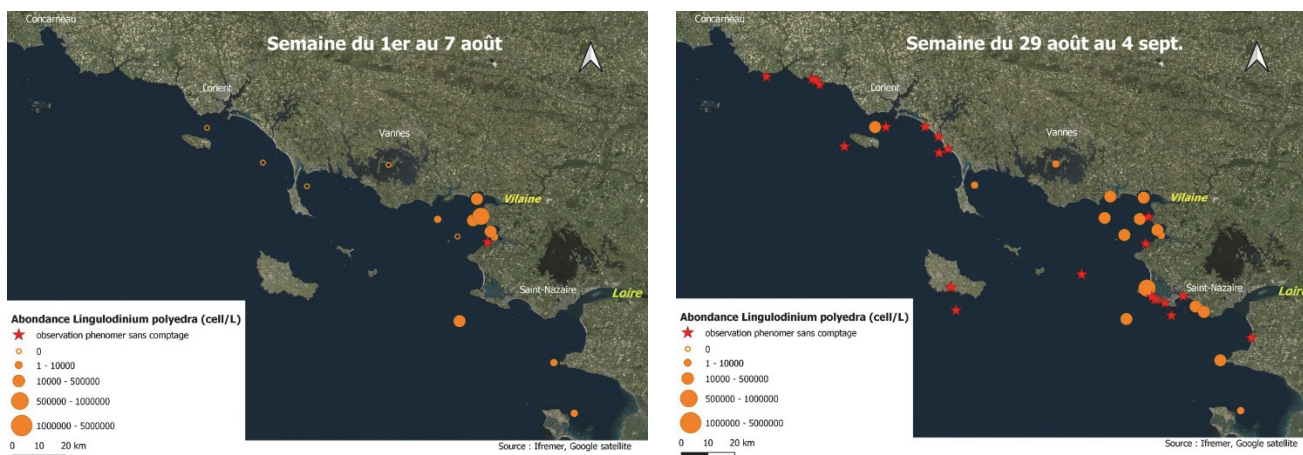 Concarneau
Semaine du 1er au 7 août
Lorient
Vannes
Vilaine
Saint-Nazaire
Loire
Abondance Lingulodinium polyedra (cell/L)
observation phenomer sans comptage
0
1 - 10000
10000 - 500000
500000 - 1000000
1000000 - 5000000
0 10 20 km
Source : Ifremer, Google satellite
Concarneau
Semaine du 29 août au 4 sept.
Lorient
Vannes
Vilaine
Saint-Nazaire
Loire
Abondance Lingulodinium polyedra (cell/L)
observation phenomer sans comptage
0
1 - 10000
10000 - 500000
500000 - 1000000
1000000 - 5000000
0 10 20 km
Source : Ifremer, Google satellite